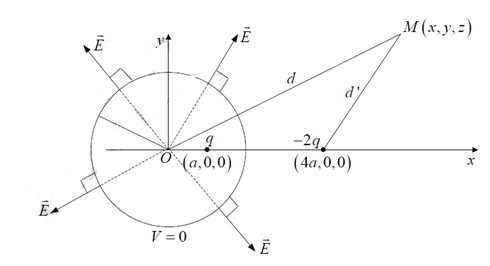 M(x, y, z)
E⃗
y
E⃗
d
d'
q
-2q
O
(a,0,0)
(4a,0,0)
x
E⃗
V = 0
E⃗